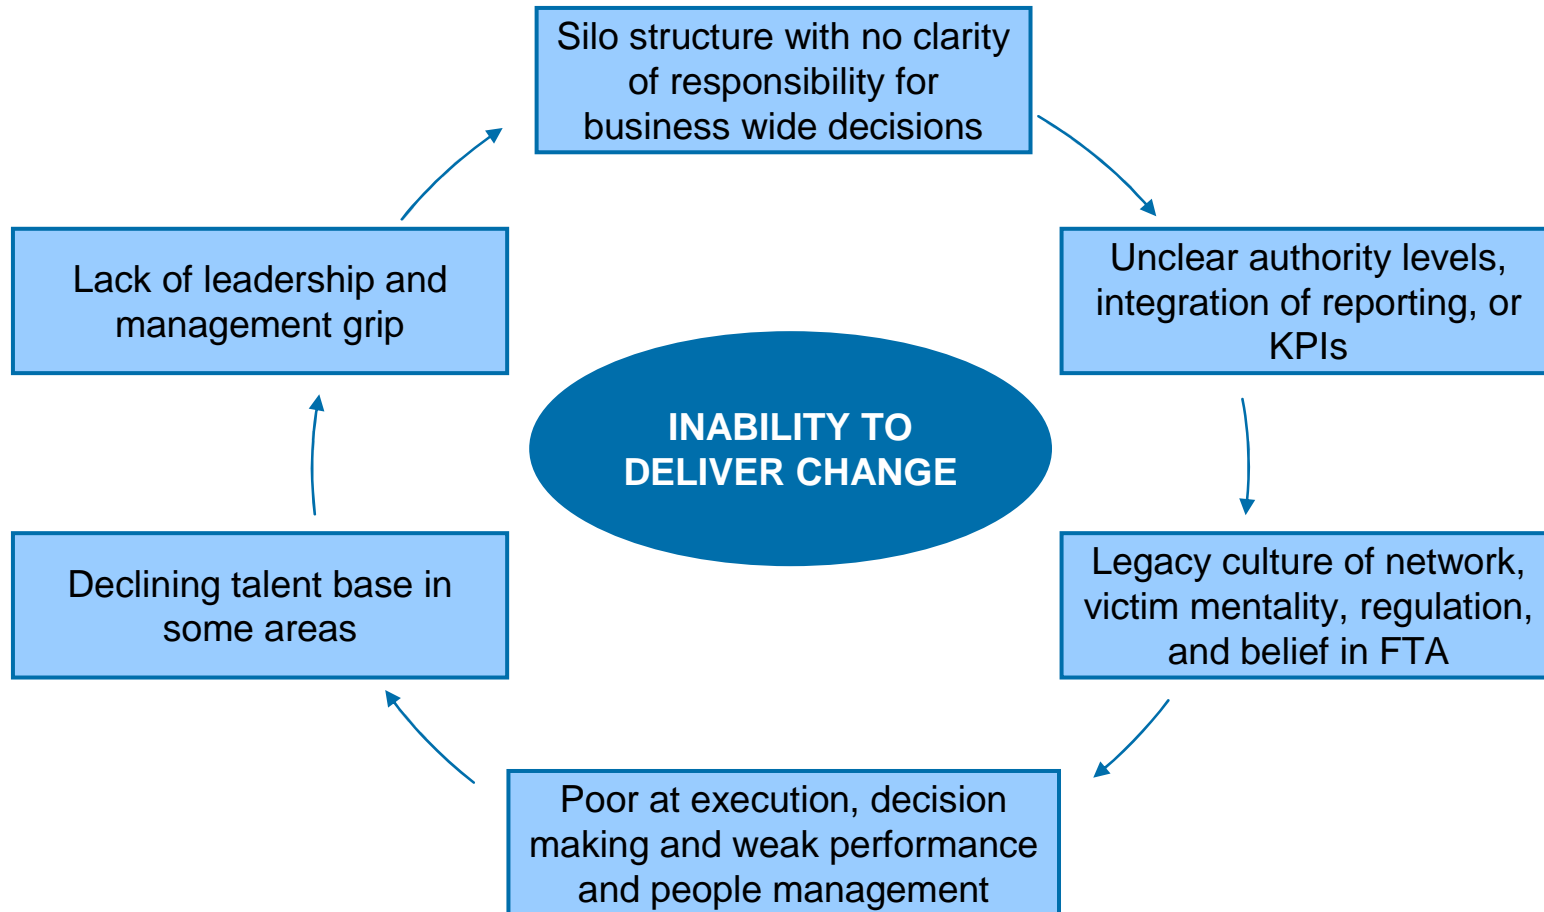 Silo structure with no clarity
of responsibility for
business wide decisions
Unclear authority levels,
integration of reporting, or
KPIs
Legacy culture of network,
victim mentality, regulation,
and belief in FTA
Poor at execution, decision
making and weak performance
and people management
Declining talent base in
some areas
Lack of leadership and
management grip
INABILITY TO
DELIVER CHANGE